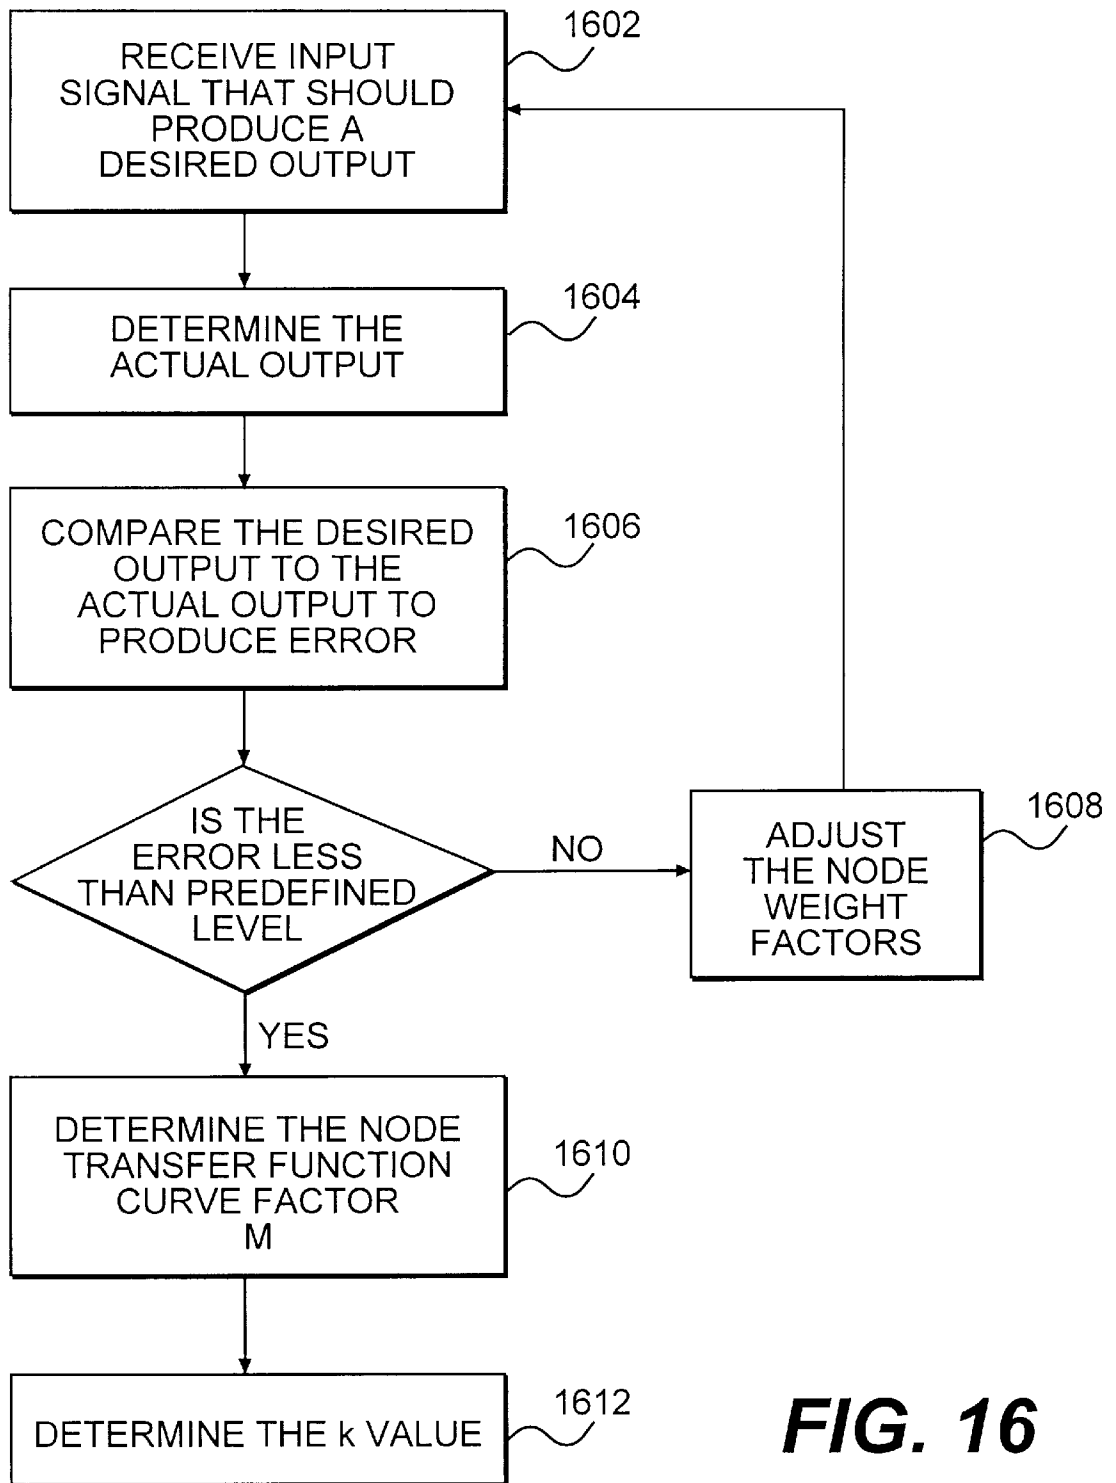 1602
RECEIVE INPUT
SIGNAL THAT SHOULD
PRODUCE A
DESIRED OUTPUT
1604
DETERMINE THE
ACTUAL OUTPUT
1606
COMPARE THE DESIRED
OUTPUT TO THE
ACTUAL OUTPUT TO
PRODUCE ERROR
IS THE
ERROR LESS
THAN PREDEFINED
LEVEL
NO
1608
ADJUST
THE NODE
WEIGHT
FACTORS
YES
1610
DETERMINE THE NODE
TRANSFER FUNCTION
CURVE FACTOR
M
1612
DETERMINE THE k VALUE
FIG. 16